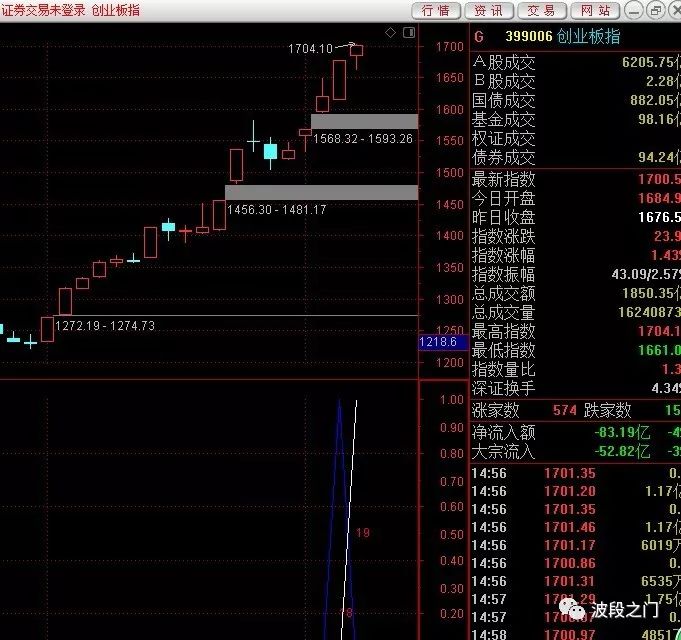 证券交易未登录 创业板指 行情 资讯 交易 网站
1704.10
1568.32 - 1593.26
1456.30 - 1481.17
1272.19 - 1274.73
1700
1650
1600
1550
1500
1450
1400
1350
1300
1250
1218.6
1200
1.00
0.90
0.80
0.70
0.60
0.50
0.40
0.30
0.20
19
18
G 399006 创业板指
A股成交 6205.75亿
B股成交 2.28亿
国债成交 882.05亿
基金成交 98.16亿
权证成交
债券成交 94.24亿
最新指数 1700.5
今日开盘 1684.9
昨日收盘 1676.5
指数涨跌 23.9
指数涨幅 1.43
指数振幅 43.09/2.57
总成交额 1850.35亿
总成交量 16240873
最高指数 1704.1
最低指数 1661.0
指数量比 1.3
深证换手 4.34
涨家数 574 跌家数 15
净流入额 -83.19亿 -4
大宗流入 -52.82亿 -3
14:56 1701.35 0.
14:56 1701.20 1.17亿
14:56 1701.35 0.
14:56 1701.46 1.17亿
14:56 1701.17 6019万
14:56 1700.86 0.
14:56 1701.31 6535万
14:57 1701.29 1.75亿
14:57 0.
14:58 1700.97 48517
波段之门